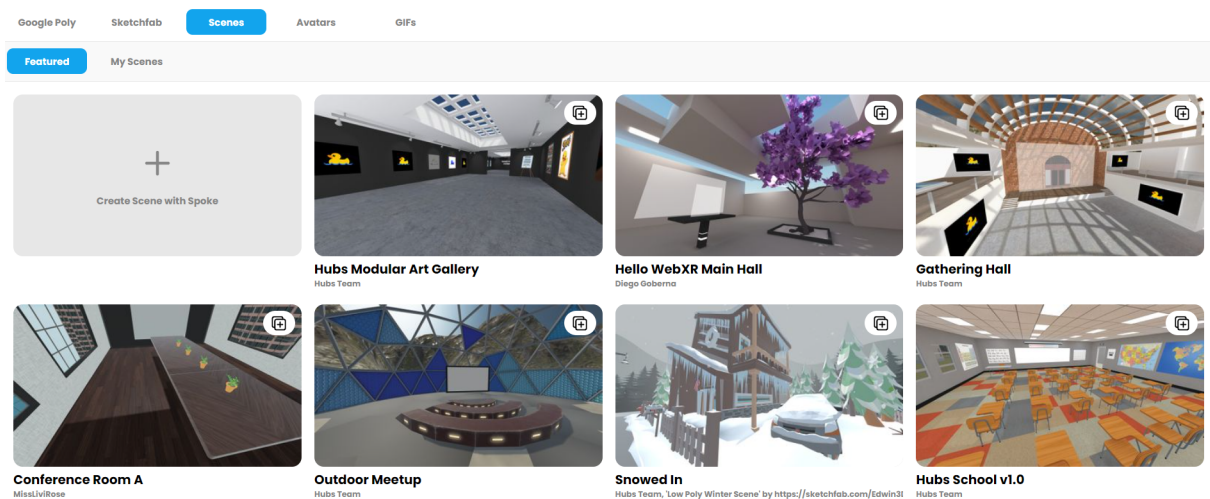 Google Poly Sketchfab Scenes Avatars GIFs
Featured My Scenes
Create Scene with Spoke
Hubs Modular Art Gallery
Hubs Team
Hello WebXR Main Hall
Diego Goberna
Gathering Hall
Hubs Team
Conference Room A
MissLiviRose
Outdoor Meetup
Hubs Team
Snowed In
Hubs Team, 'Low Poly Winter Scene' by https://sketchfab.com/Edwin3I
Hubs School v1.0
Hubs Team